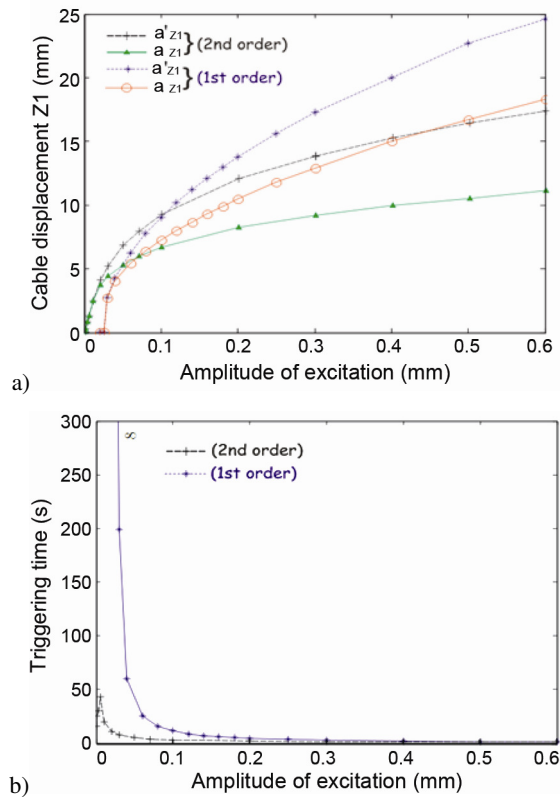 25
20
15
10
5
0
Cable displacement Z1 (mm)
a'Z1 } (2nd order)
a Z1
a'Z1 } (1st order)
a Z1
0 0.1 0.2 0.3 0.4 0.5 0.6
Amplitude of excitation (mm)
a)
300
250
200
150
100
50
0
Triggering time (s)
∞
(2nd order)
(1st order)
0 0.1 0.2 0.3 0.4 0.5 0.6
Amplitude of excitation (mm)
b)